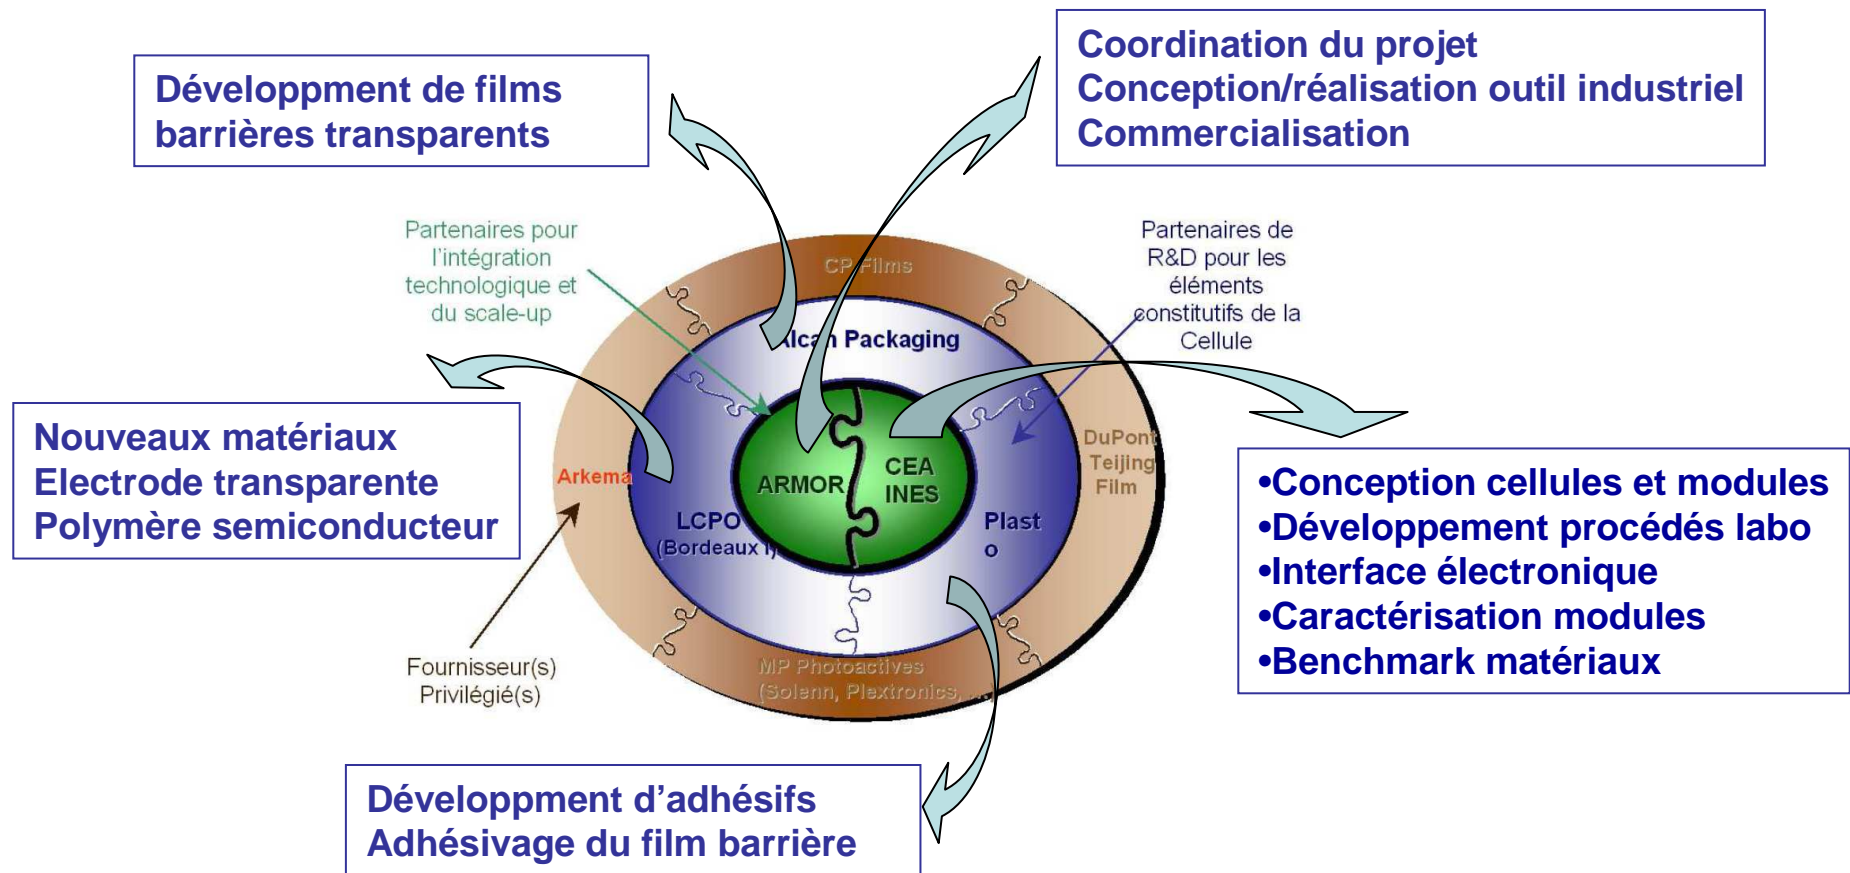 Développment de films
barrières transparents
Coordination du projet
Conception/réalisation outil industriel
Commercialisation
Partenaires pour
l'intégration
technologique et
du scale-up
Partenaires de
R&D pour les
éléments
constitutifs de la
Cellule
CP Films
Alcan Packaging
Nouveaux matériaux
Electrode transparente
Polymère semiconducteur
Arkema
ARMOR
CEA
INES
LCPO
(Bordeaux I)
Plast
o
DuPont
Teijing
Film
•Conception cellules et modules
•Développement procédés labo
•Interface électronique
•Caractérisation modules
•Benchmark matériaux
Fournisseur(s)
Privilégié(s)
MP Photoactives
(Solenn, Plextronics, ...)
Développment d'adhésifs
Adhésivage du film barrière